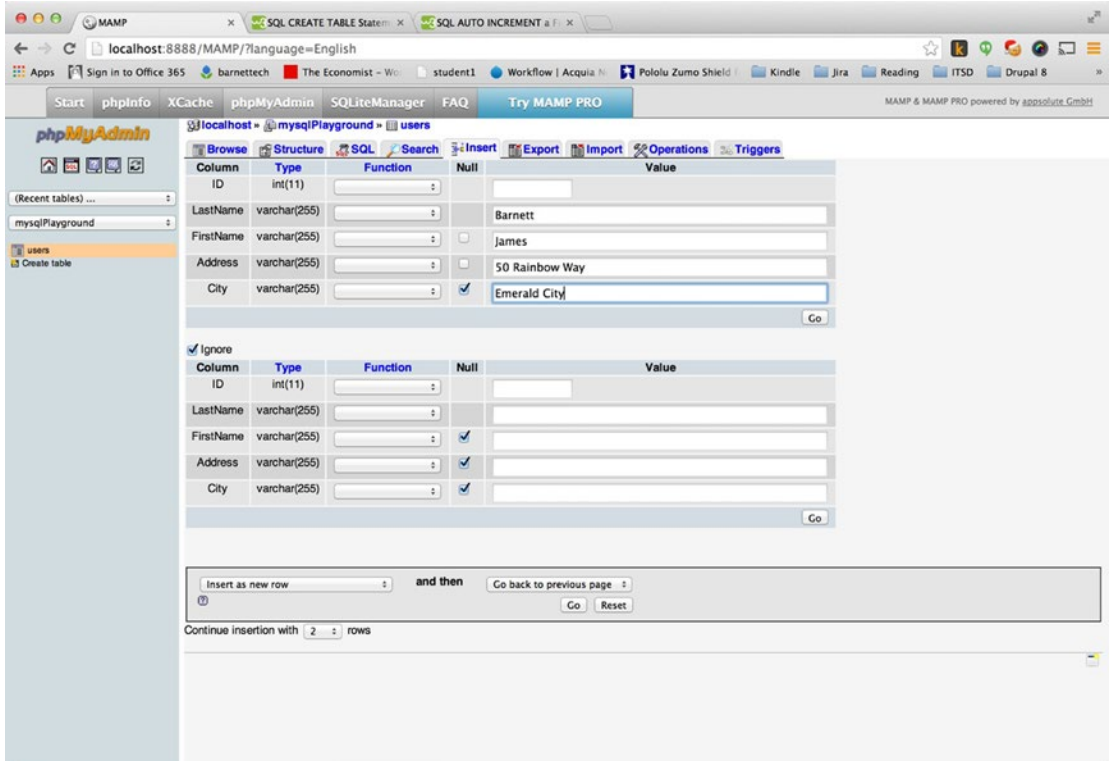 MAMP
SQL CREATE TABLE Statem
SQL AUTO INCREMENT a Fi
localhost:8888/MAMP/?language=English
Apps Sign in to Office 365 barnettech The Economist - Wo student1 Workflow | Acquia N Pololu Zumo Shield Kindle Jira Reading ITSD Drupal 8 »
Start phpInfo XCache phpMyAdmin SQLiteManager FAQ Try MAMP PRO MAMP & MAMP PRO powered by appsolute GmbH
phpMyAdmin
(Recent tables) ...
mysqlPlayground
users
Create table
localhost » mysqlPlayground » users
Browse Structure SQL Search Insert Export Import Operations Triggers
Column Type Function Null Value
ID int(11)
LastName varchar(255) Barnett
FirstName varchar(255) James
Address varchar(255) 50 Rainbow Way
City varchar(255) Emerald City
Go
Ignore
Column Type Function Null Value
ID int(11)
LastName varchar(255)
FirstName varchar(255)
Address varchar(255)
City varchar(255)
Go
Insert as new row and then Go back to previous page
Go Reset
Continue insertion with 2 rows